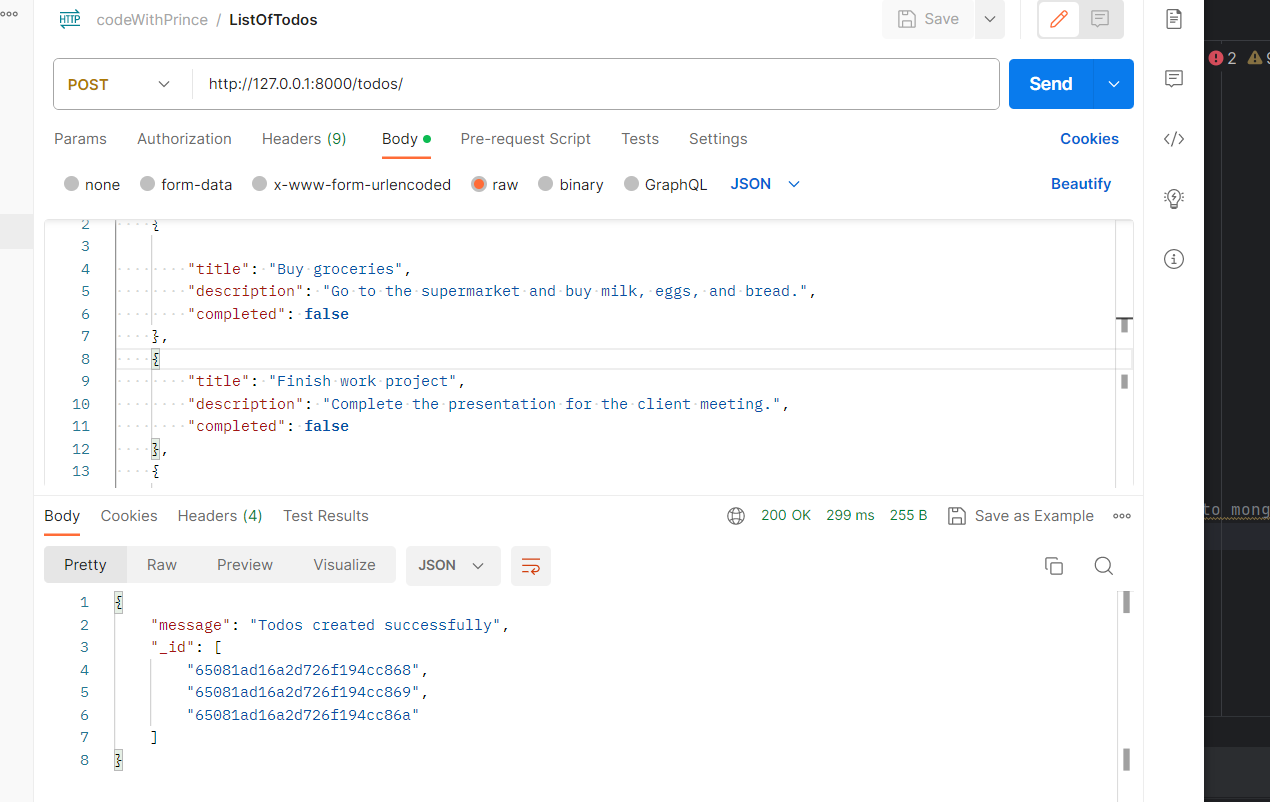 HTTP codeWithPrince / ListOfTodos Save
POST http://127.0.0.1:8000/todos/ Send
2
Params Authorization Headers (9) Body Pre-request Script Tests Settings Cookies
none form-data x-www-form-urlencoded raw binary GraphQL JSON Beautify
2 {
3
4 "title": "Buy groceries",
5 "description": "Go to the supermarket and buy milk, eggs, and bread.",
6 "completed": false
7 },
8 {
9 "title": "Finish work project",
10 "description": "Complete the presentation for the client meeting.",
11 "completed": false
12 },
13 {
to mong
Body Cookies Headers (4) Test Results 200 OK 299 ms 255 B Save as Example
Pretty Raw Preview Visualize JSON
1 {
2 "message": "Todos created successfully",
3 "_id": [
4 "65081ad16a2d726f194cc868",
5 "65081ad16a2d726f194cc869",
6 "65081ad16a2d726f194cc86a"
7 ]
8 }